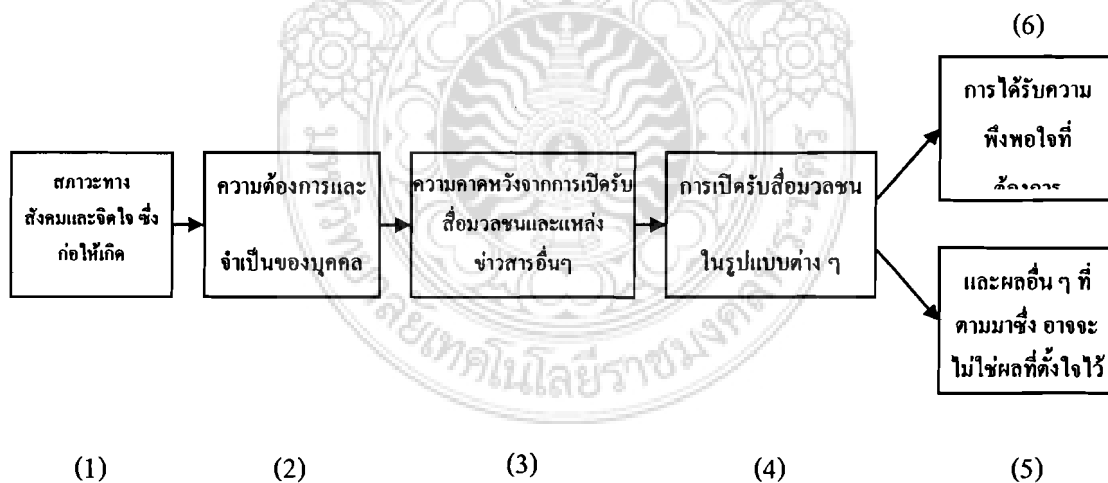 (6)
การได้รับความ
พึงพอใจที่
ต้องการ
สภาวะทาง
สังคมและจิตใจ ซึ่ง
ก่อให้เกิด
ความต้องการและ
จำเป็นของบุคคล
ความคาดหวังจากการเปิดรับ
สื่อมวลชนและแหล่ง
ข่าวสารอื่นๆ
การเปิดรับสื่อมวลชน
ในรูปแบบต่าง ๆ
และผลอื่น ๆ ที่
ตามมาซึ่ง อาจจะ
ไม่ใช่ผลที่ตั้งใจไว้
(1)
(2)
(3)
(4)
(5)